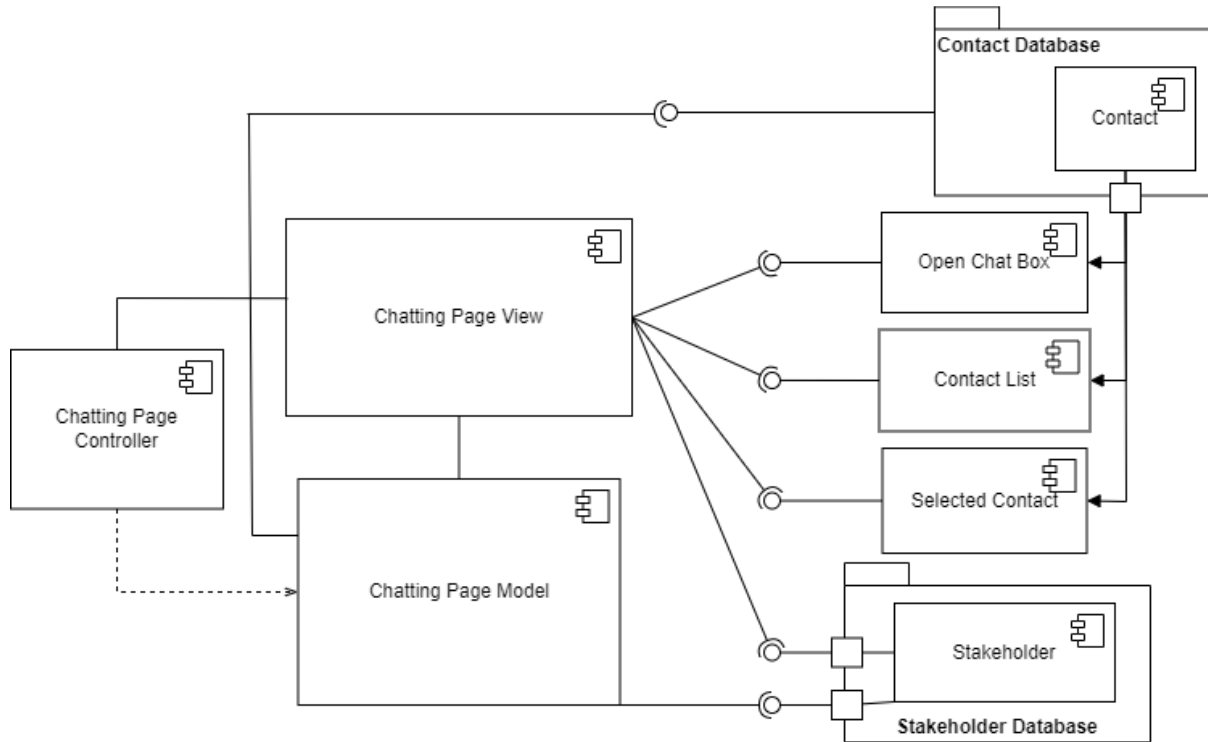 Contact Database
Contact
Open Chat Box
Chatting Page View
Contact List
Chatting Page
Controller
Selected Contact
Chatting Page Model
Stakeholder
Stakeholder Database